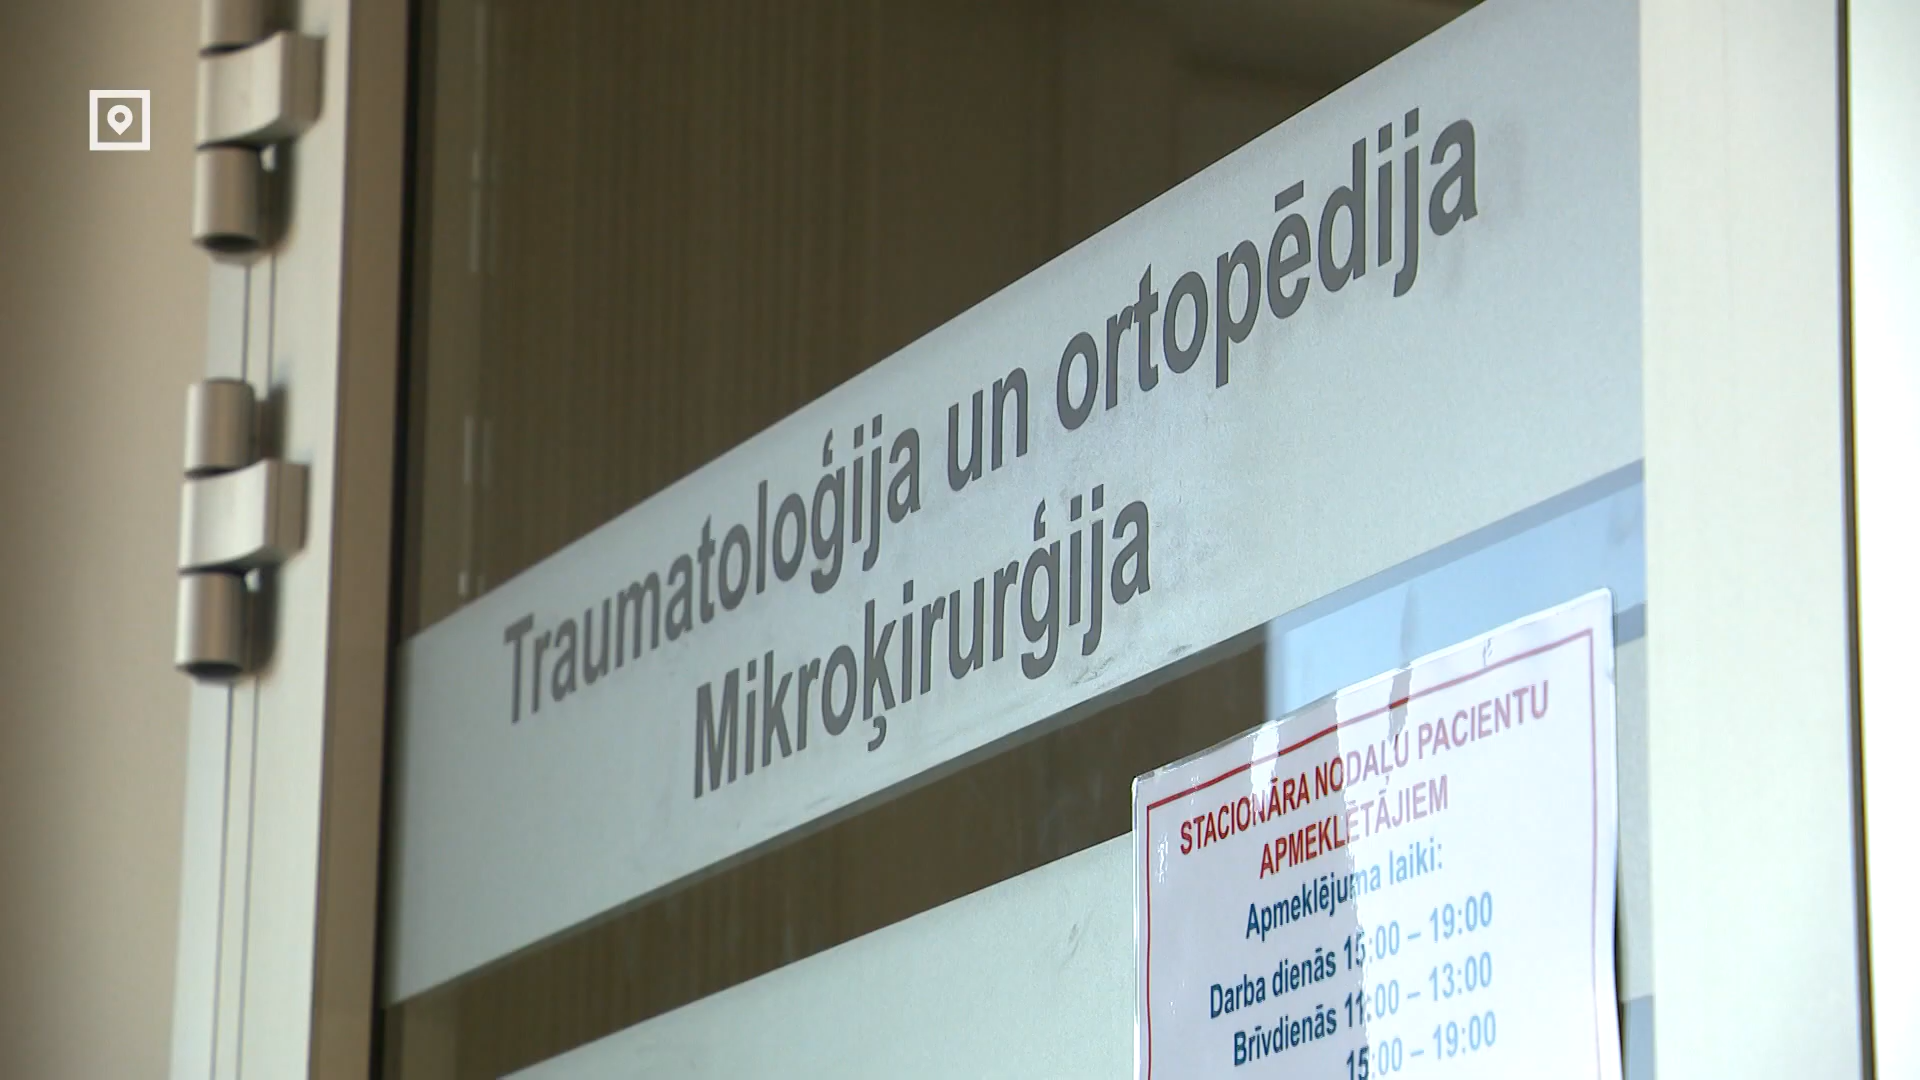 Traumatoloģija un ortopēdija
Mikroķirurģija
STACIONĀRA NODAĻU PACIENTU
APMEKLĒTĀJIEM
Apmeklējuma laiki:
Darba dienās 15:00 – 19:00
Brīvdienās 11:00 – 13:00
15:00 – 19:00